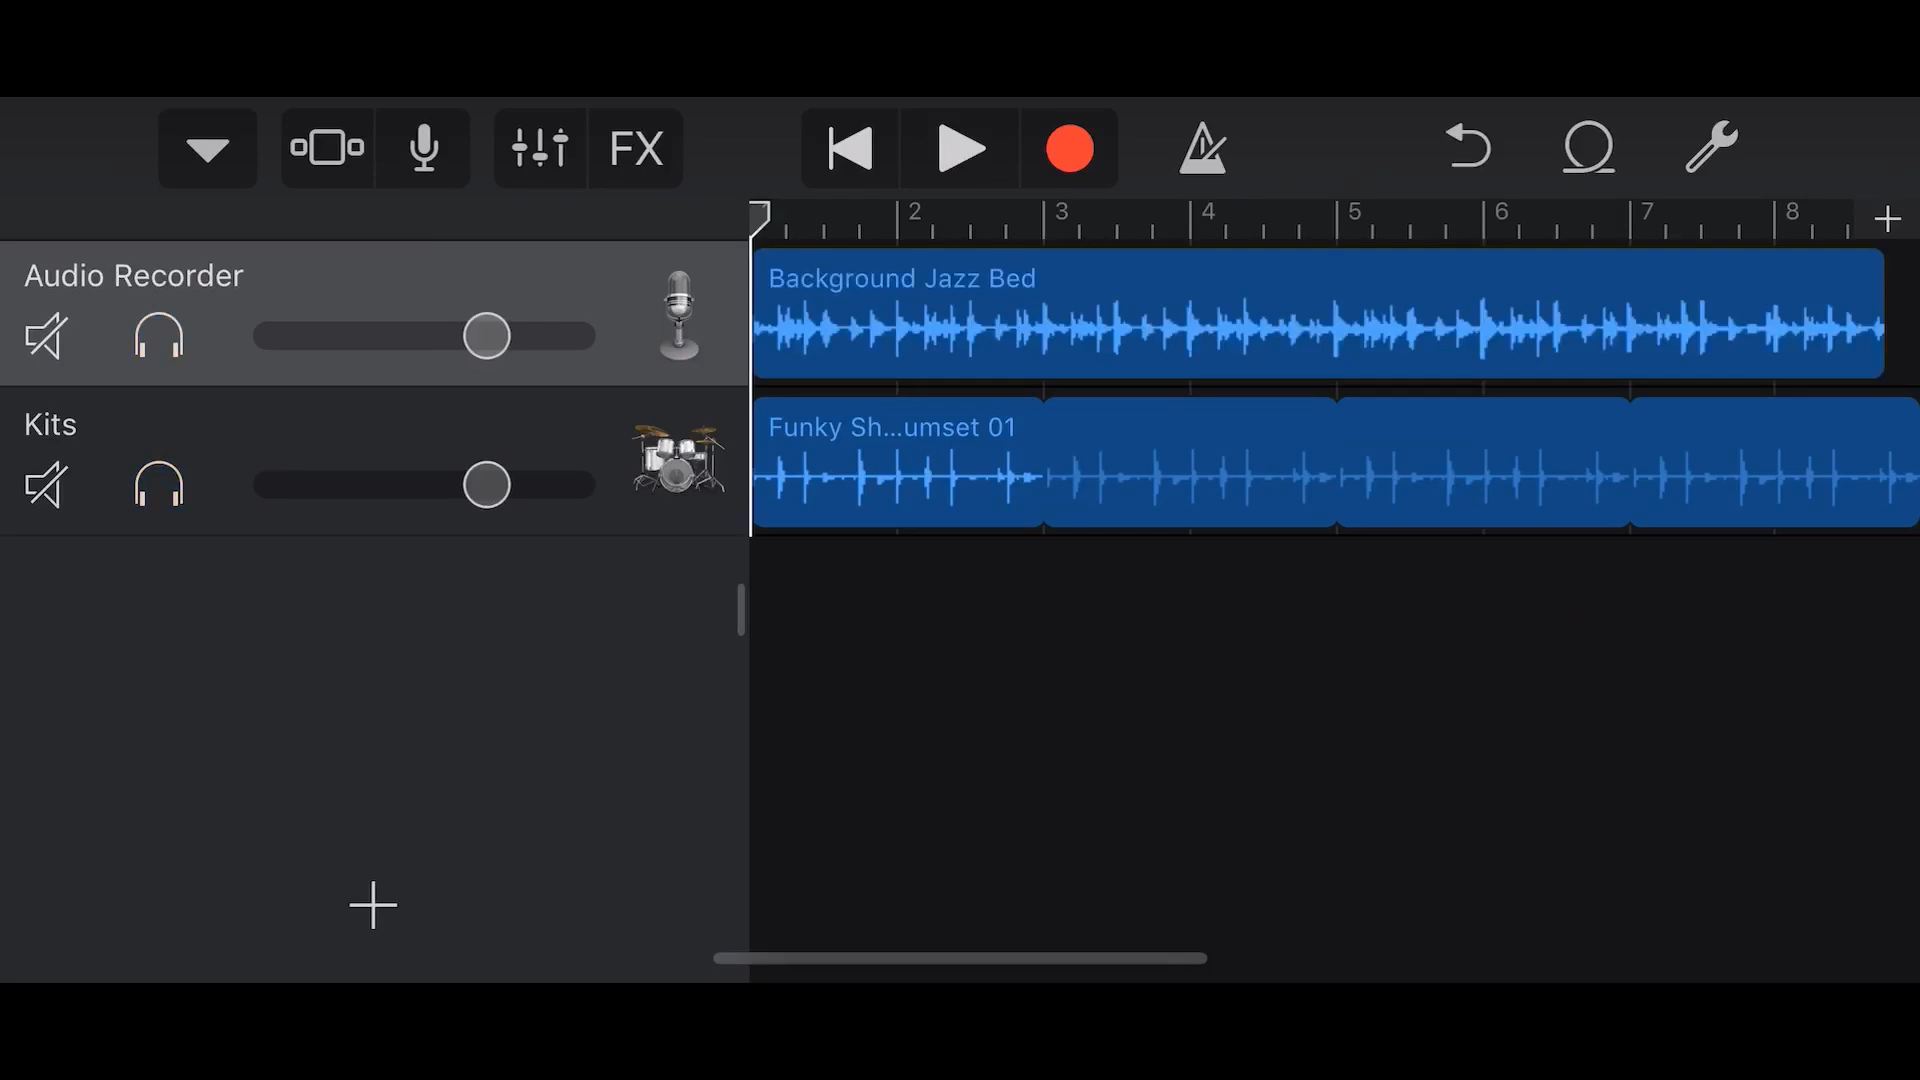 FX
2 3 4 5 6 7 8
Audio Recorder
Background Jazz Bed
Kits
Funky Sh...umset 01